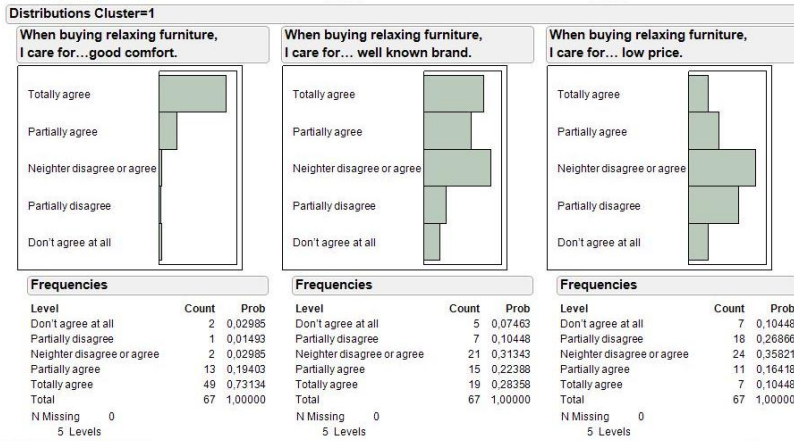 Distributions Cluster=1
When buying relaxing furniture,
I care for…good comfort.
Totally agree
Partially agree
Neighter disagree or agree
Partially disagree
Don't agree at all
Frequencies
Level Count Prob
Don't agree at all 2 0,02985
Partially disagree 1 0,01493
Neighter disagree or agree 2 0,02985
Partially agree 13 0,19403
Totally agree 49 0,73134
Total 67 1,00000
N Missing 0
5 Levels
When buying relaxing furniture,
I care for… well known brand.
Totally agree
Partially agree
Neighter disagree or agree
Partially disagree
Don't agree at all
Frequencies
Level Count Prob
Don't agree at all 5 0,07463
Partially disagree 7 0,10448
Neighter disagree or agree 21 0,31343
Partially agree 15 0,22388
Totally agree 19 0,28358
Total 67 1,00000
N Missing 0
5 Levels
When buying relaxing furniture,
I care for… low price.
Totally agree
Partially agree
Neighter disagree or agree
Partially disagree
Don't agree at all
Frequencies
Level Count Prob
Don't agree at all 7 0,10448
Partially disagree 18 0,26866
Neighter disagree or agree 24 0,35821
Partially agree 11 0,16418
Totally agree 7 0,10448
Total 67 1,00000
N Missing 0
5 Levels